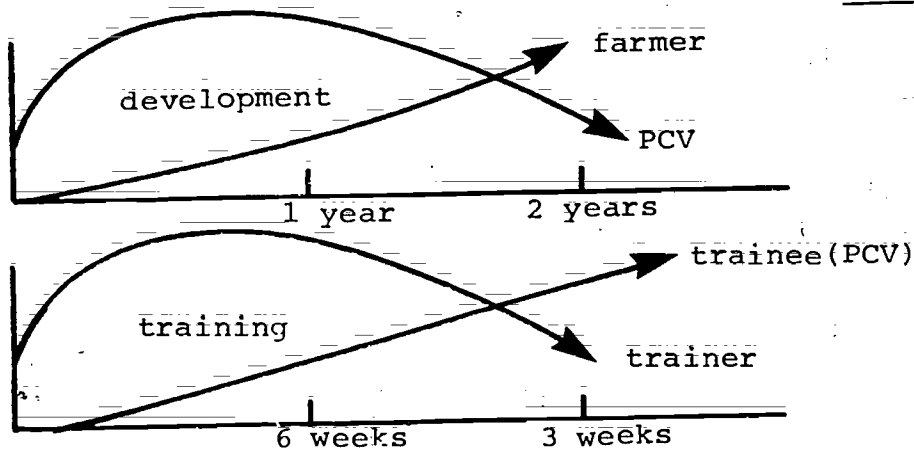 farmer
development
PCV
1 year 2 years
trainee(PCV)
training
trainer
6 weeks 3 weeks